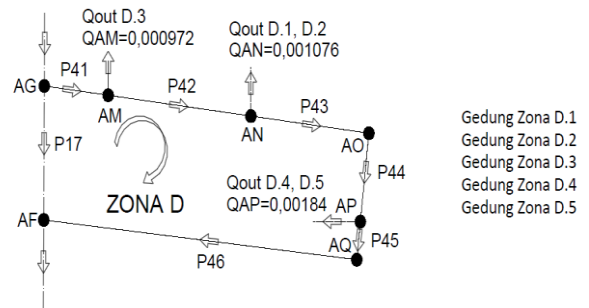 Qout D.3
QAM=0,000972
Qout D.1, D.2
QAN=0,001076
P41
P42
P43
AG
AM
AN
AO
P17
P44
ZONA D
Qout D.4, D.5
QAP=0,00184
AP
AF
AQ
P45
P46
Gedung Zona D.1
Gedung Zona D.2
Gedung Zona D.3
Gedung Zona D.4
Gedung Zona D.5